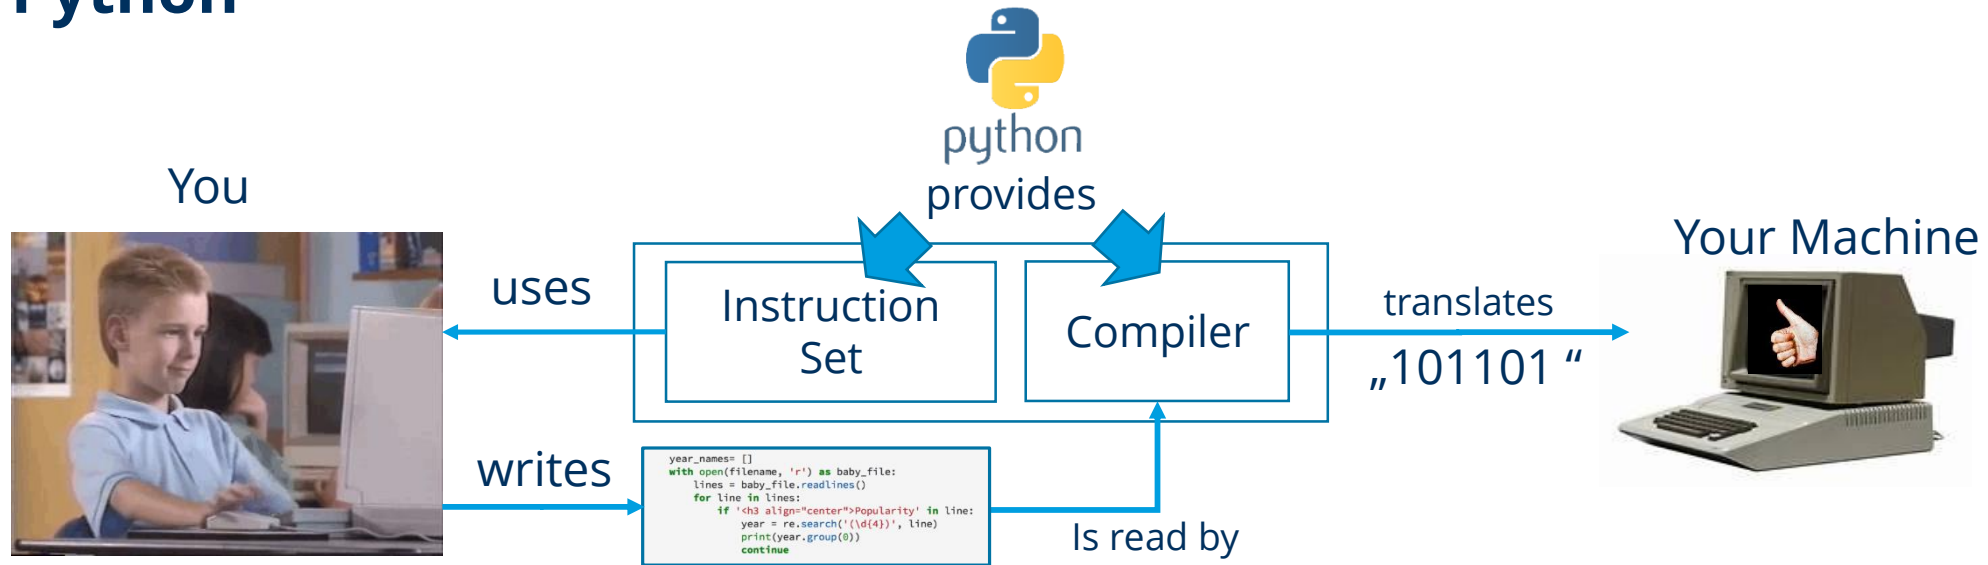 Python
python
provides
You
Your Machine
uses
Instruction
Set
Compiler
translates
„101101 “
writes
year_names= []
with open(filename, 'r') as baby_file:
    lines = baby_file.readlines()
    for line in lines:
        if '<h3 align="center">Popularity' in line:
            year = re.search('(\d{4})', line)
            print(year.group(0))
            continue
Is read by